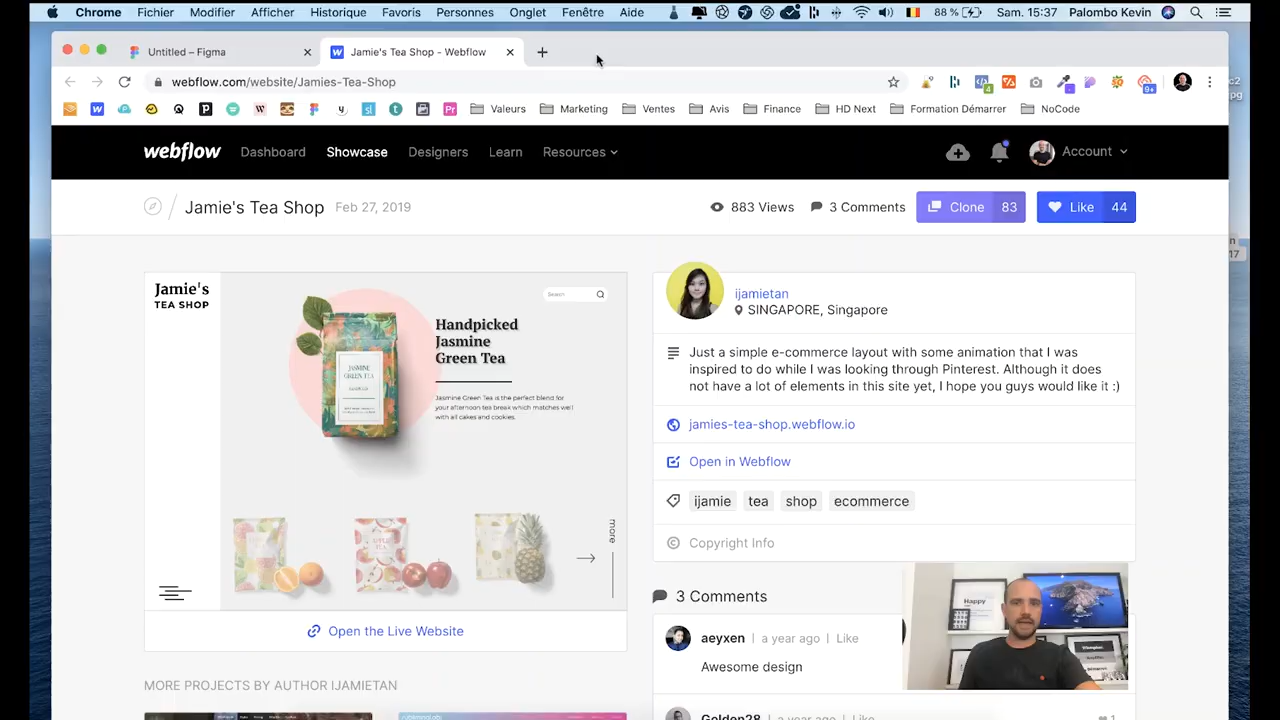 Chrome Fichier Modifier Afficher Historique Favoris Personnes Onglet Fenêtre Aide 88 % Sam. 15:37 Palombo Kevin
Untitled – Figma
Jamie's Tea Shop - Webflow
webflow.com/website/Jamies-Tea-Shop
Valeurs Marketing Ventes Avis Finance HD Next Formation Démarrer NoCode
webflow Dashboard Showcase Designers Learn Resources Account
Jamie's Tea Shop Feb 27, 2019 883 Views 3 Comments Clone 83 Like 44
Jamie's
TEA SHOP
Search
Handpicked
Jasmine
Green Tea
Jasmine Green Tea is the perfect blend for
your afternoon tea break which matches well
with all cakes and cookies.
JASMINE
GREEN TEA
more
Open the Live Website
MORE PROJECTS BY AUTHOR IJAMIETAN
ijamietan
SINGAPORE, Singapore
Just a simple e-commerce layout with some animation that I was
inspired to do while I was looking through Pinterest. Although it does
not have a lot of elements in this site yet, I hope you guys would like it :)
jamies-tea-shop.webflow.io
Open in Webflow
ijamie tea shop ecommerce
Copyright Info
3 Comments
aeyxen | a year ago | Like
Awesome design
a year ago | Like
1
Happy